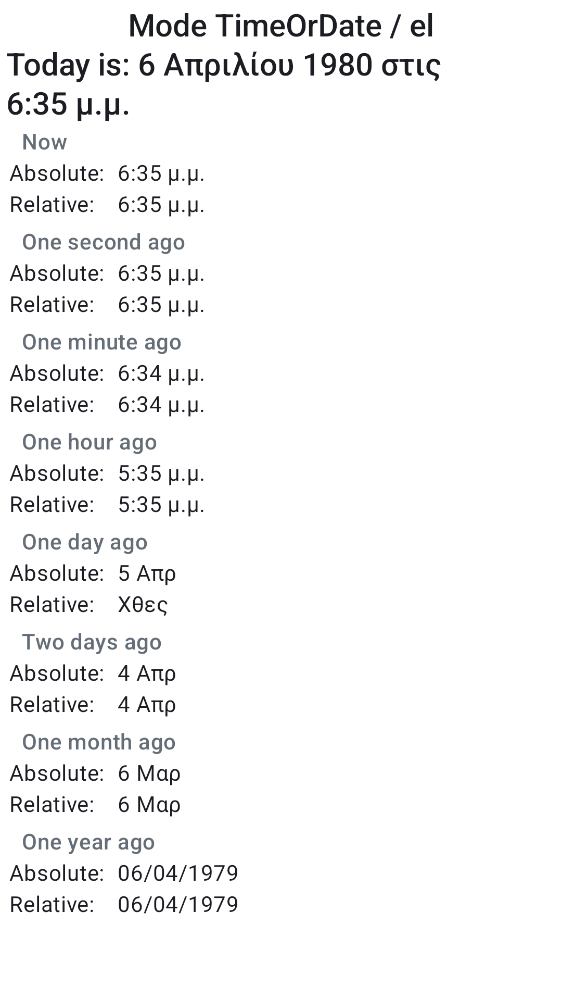 Mode TimeOrDate / el
Today is: 6 Απριλίου 1980 στις
6:35 μ.μ.
Now
Absolute: 6:35 μ.μ.
Relative: 6:35 μ.μ.
One second ago
Absolute: 6:35 μ.μ.
Relative: 6:35 μ.μ.
One minute ago
Absolute: 6:34 μ.μ.
Relative: 6:34 μ.μ.
One hour ago
Absolute: 5:35 μ.μ.
Relative: 5:35 μ.μ.
One day ago
Absolute: 5 Απρ
Relative: Χθες
Two days ago
Absolute: 4 Απρ
Relative: 4 Απρ
One month ago
Absolute: 6 Μαρ
Relative: 6 Μαρ
One year ago
Absolute: 06/04/1979
Relative: 06/04/1979